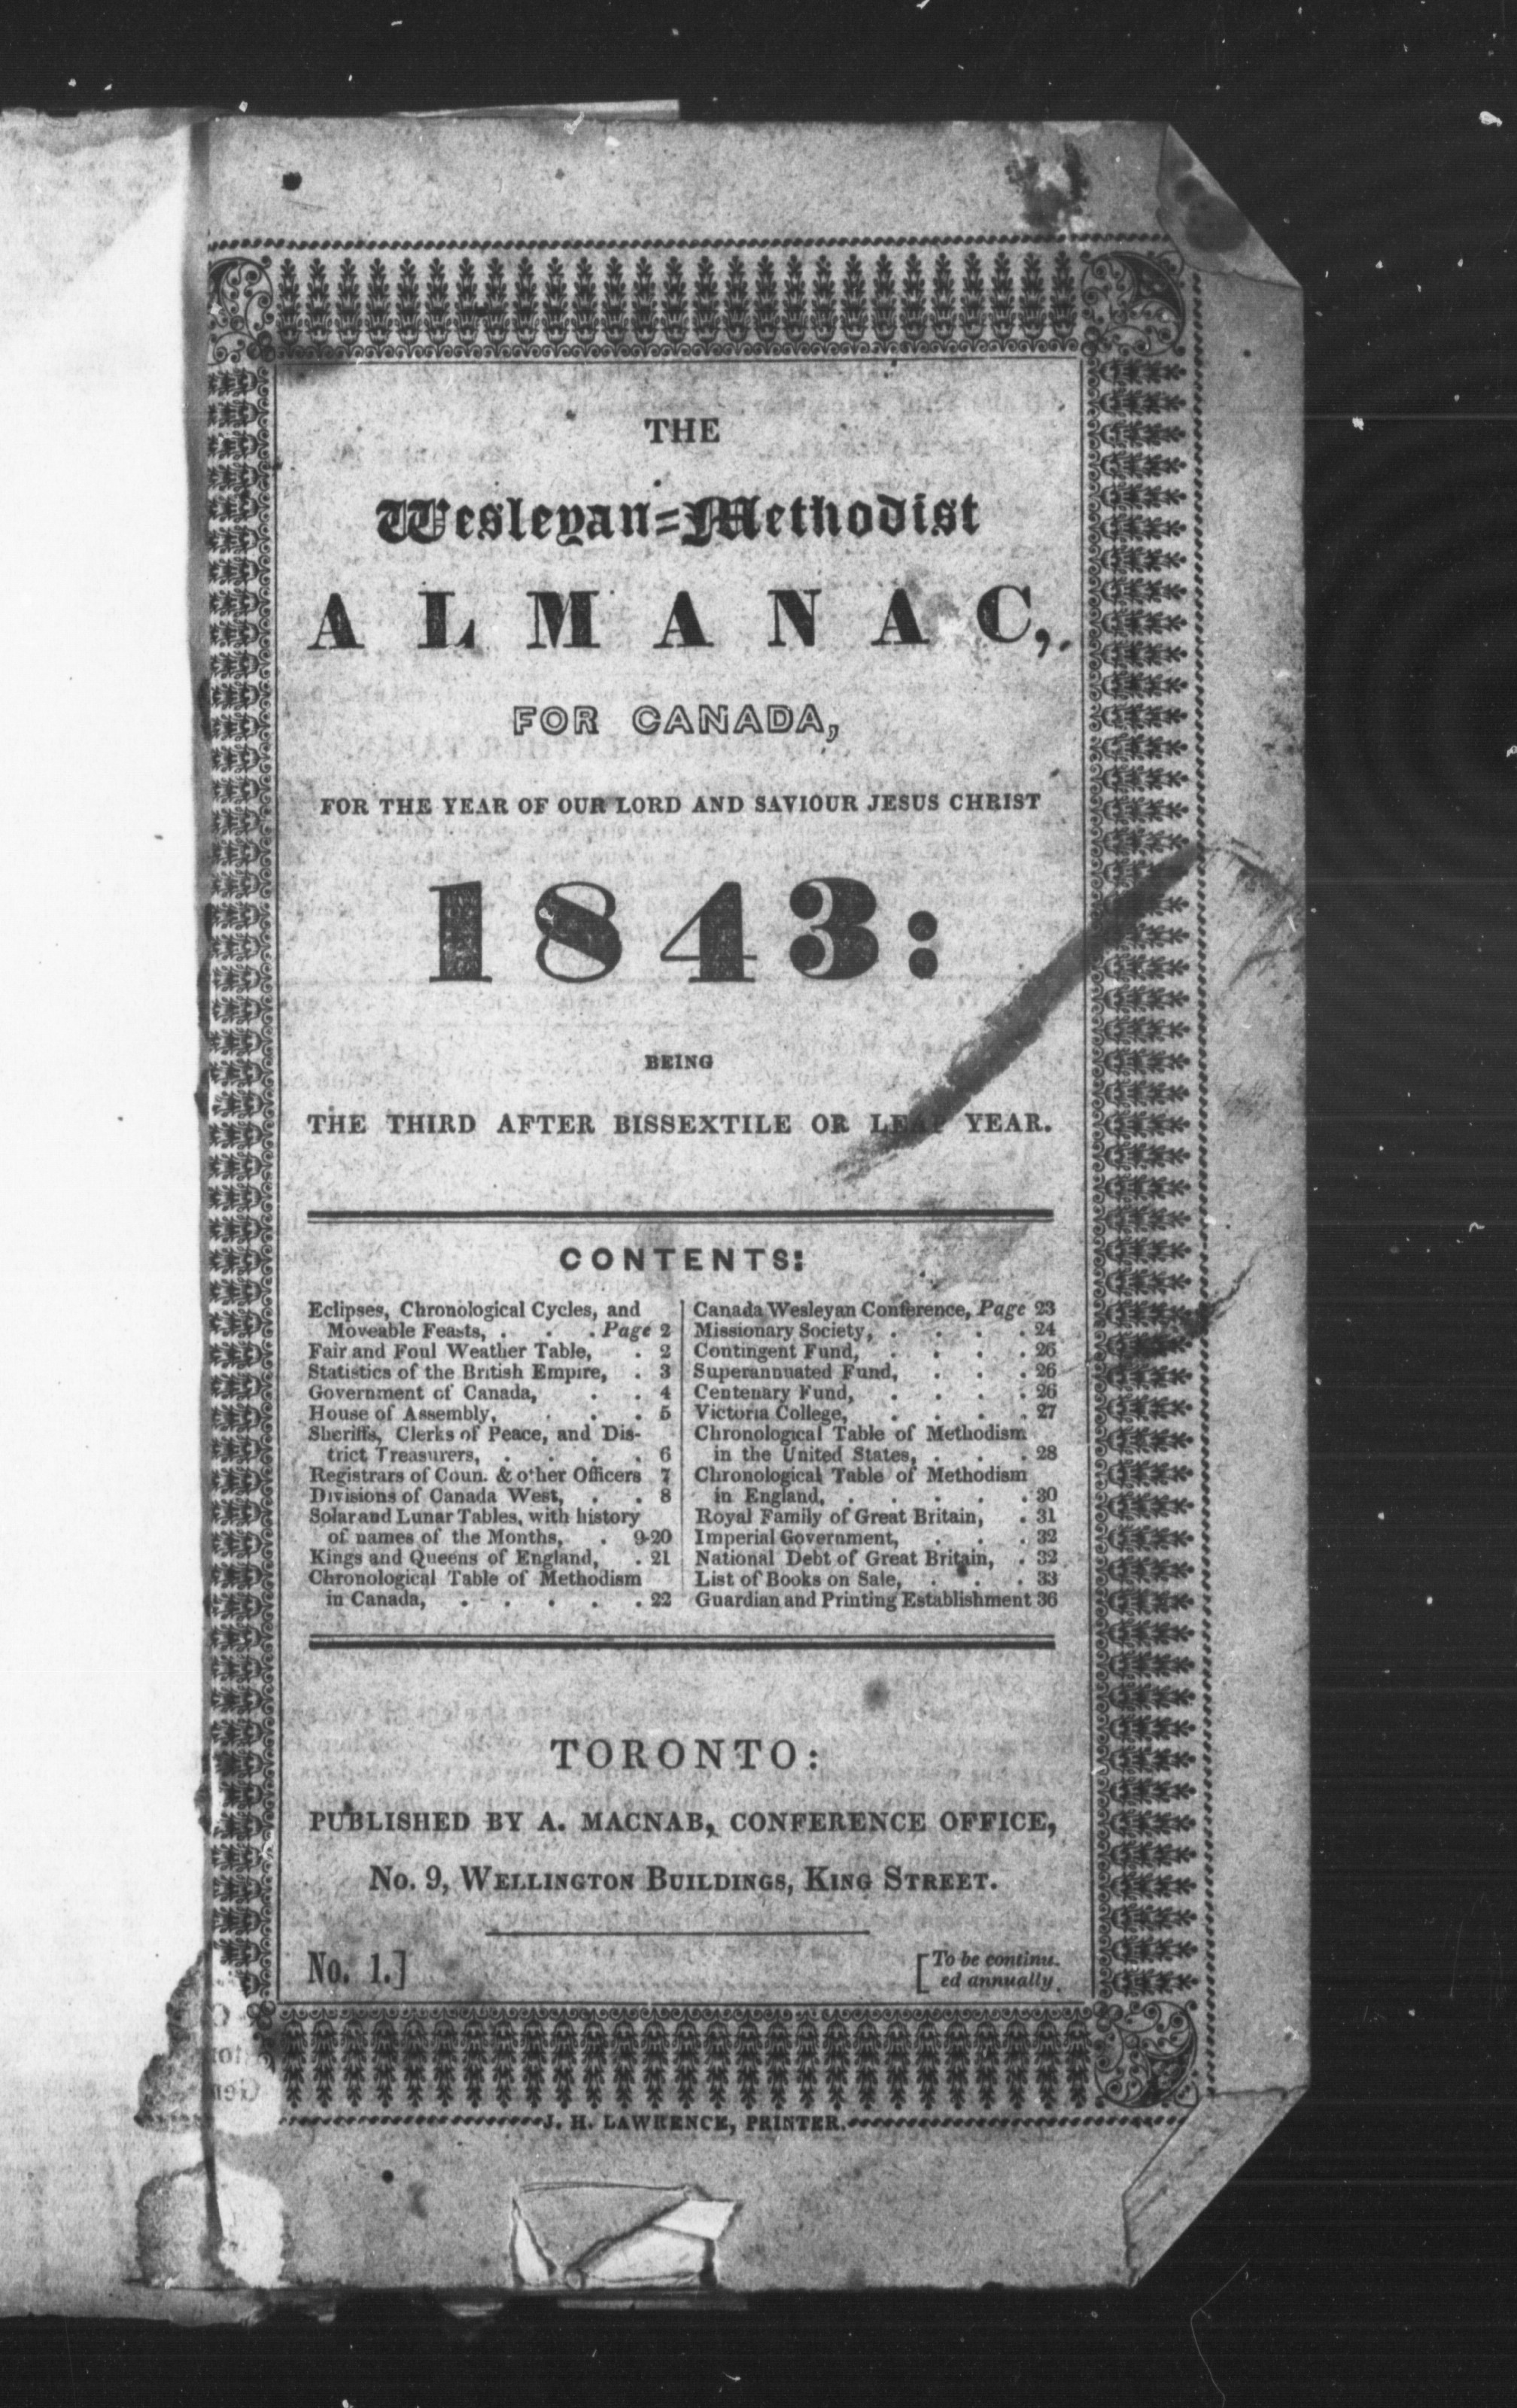 THE
Wesleyan=Methodist
ALMANAC,
FOR CANADA,
FOR THE YEAR OF OUR LORD AND SAVIOUR JESUS CHRIST
1843:
BEING
THE THIRD AFTER BISSEXTILE OR LEAP YEAR.
CONTENTS:
Eclipses, Chronological Cycles, and
Moveable Feasts, . . . Page 2
Fair and Foul Weather Table, . 2
Statistics of the British Empire, . 3
Government of Canada, . . 4
House of Assembly, . . . 5
Sheriffs, Clerks of Peace, and Dis-
trict Treasurers, . . . . 6
Registrars of Coun. & other Officers 7
Divisions of Canada West, . . 8
Solar and Lunar Tables, with history
of names of the Months, . 9-20
Kings and Queens of England, . 21
Chronological Table of Methodism
in Canada, . . . . . 22
Canada Wesleyan Conference, Page 23
Missionary Society, . . . . 24
Contingent Fund, . . . . 26
Superannuated Fund, . . . 26
Centenary Fund, . . . . 26
Victoria College, . . . . 27
Chronological Table of Methodism
in the United States, . . . 28
Chronological Table of Methodism
in England, . . . . . 30
Royal Family of Great Britain, . 31
Imperial Government, . . . 32
National Debt of Great Britain, . 32
List of Books on Sale, . . . 33
Guardian and Printing Establishment 36
TORONTO:
PUBLISHED BY A. MACNAB, CONFERENCE OFFICE,
No. 9, WELLINGTON BUILDINGS, KING STREET.
No. 1.]
[To be continu-
ed annually.
J. H. LAWRENCE, PRINTER.